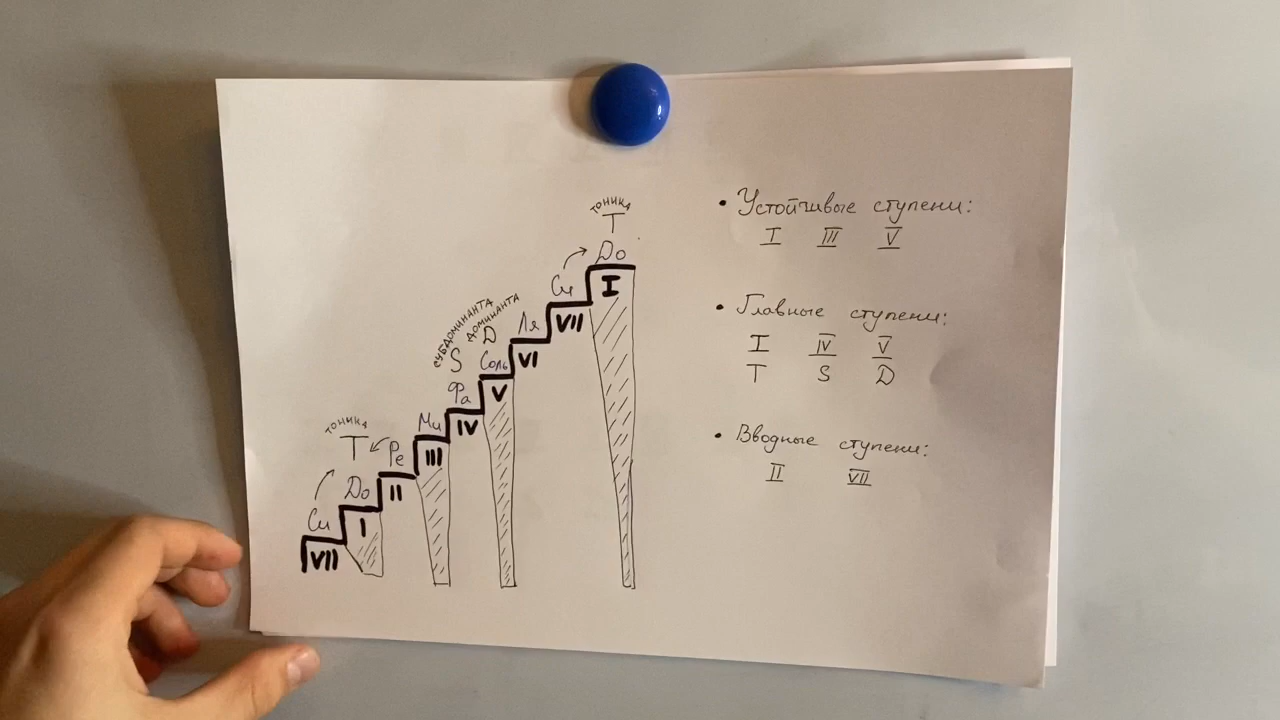 тоника
T
До
Си
I
VII
Ля
VI
субдоминанта
доминанта
S
D
Соль
V
Фа
IV
Ми
III
тоника
T
Ре
II
До
I
Си
VII
• Устойчивые ступени:
I III V
• Главные ступени:
I IV V
T S D
• Вводные ступени:
II VII